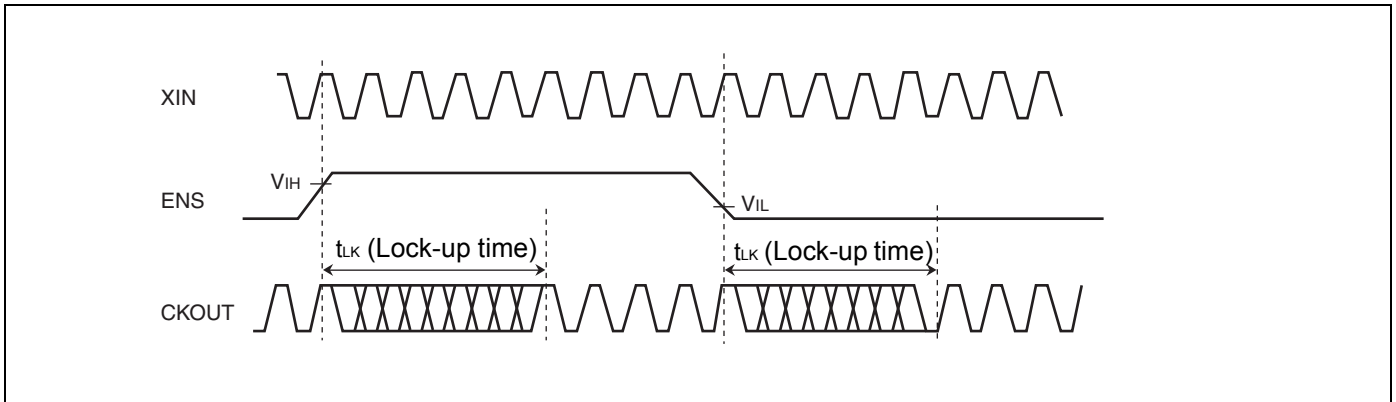 XIN
ENS
VIH
VIL
tLK (Lock-up time)
tLK (Lock-up time)
CKOUT